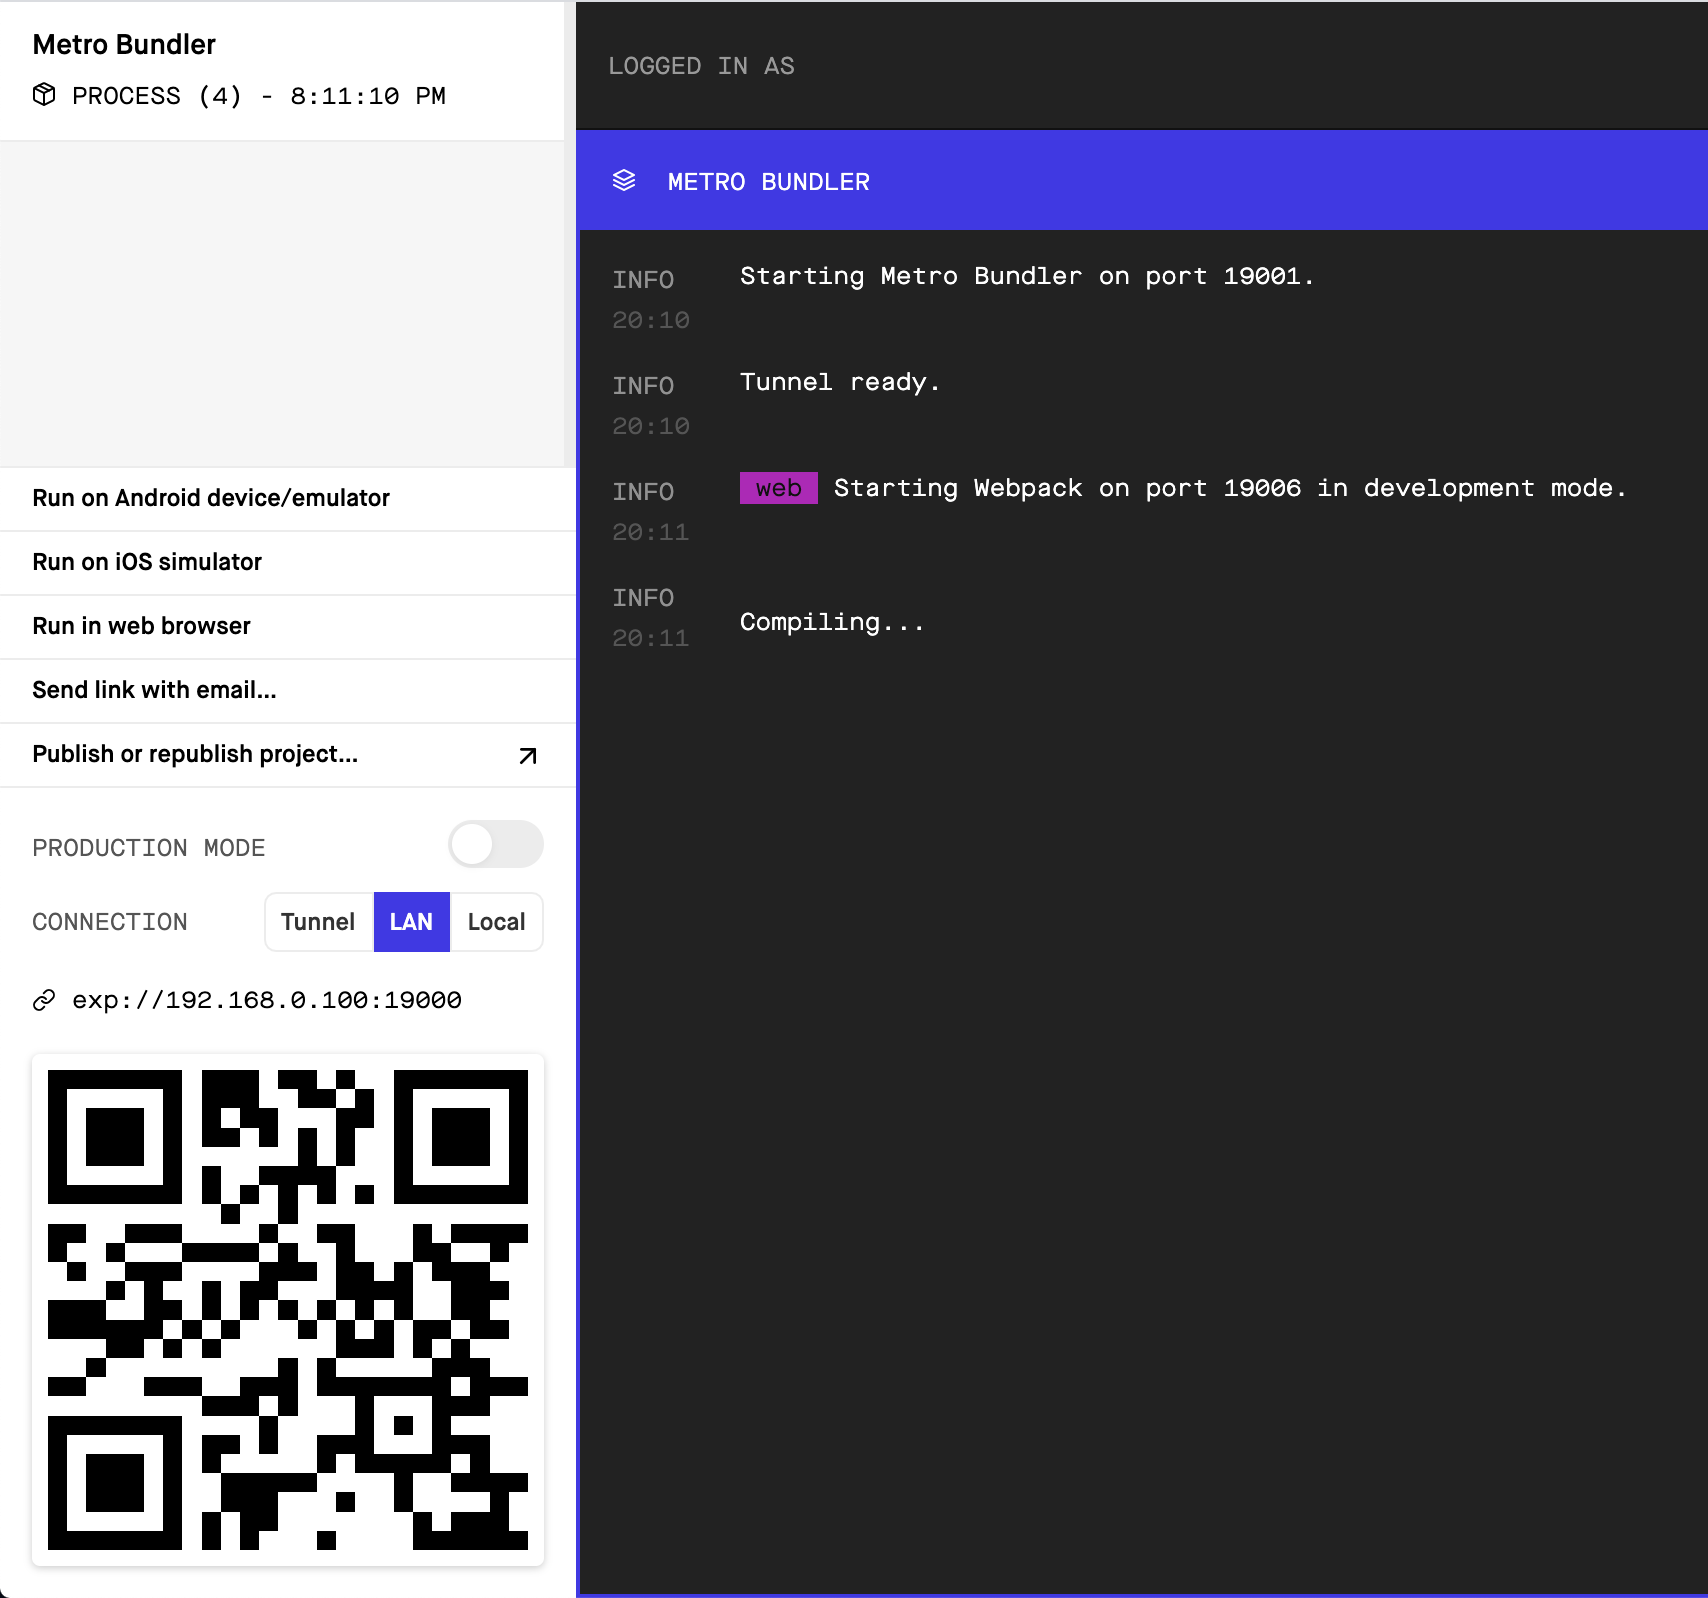 Metro Bundler
PROCESS (4) - 8:11:10 PM
Run on Android device/emulator
Run on iOS simulator
Run in web browser
Send link with email...
Publish or republish project...
PRODUCTION MODE
CONNECTION Tunnel LAN Local
exp://192.168.0.100:19000
LOGGED IN AS
METRO BUNDLER
INFO Starting Metro Bundler on port 19001.
20:10
INFO Tunnel ready.
20:10
INFO web Starting Webpack on port 19006 in development mode.
20:11
INFO
Compiling...
20:11